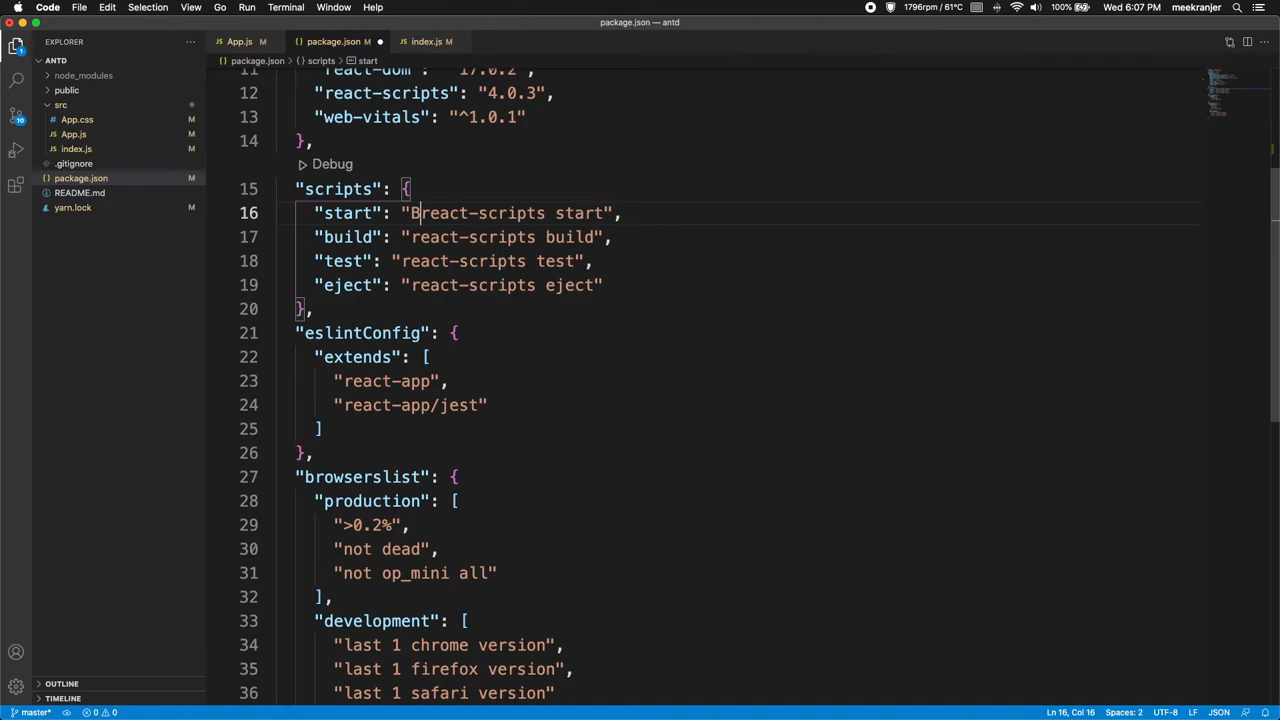 Code File Edit Selection View Go Run Terminal Window Help 1796rpm / 61°C 100% Wed 6:07 PM meekranjer
package.json — antd
EXPLORER
App.js M package.json M index.js M
ANTD
package.json > {} scripts > start
node_modules
public
src
App.css M
App.js M
index.js M
.gitignore
package.json M
README.md M
yarn.lock M
1
10
11 "react-dom": "17.0.2",
12 "react-scripts": "4.0.3",
13 "web-vitals": "^1.0.1"
14 },
Debug
15 "scripts": {
16 "start": "Breact-scripts start",
17 "build": "react-scripts build",
18 "test": "react-scripts test",
19 "eject": "react-scripts eject"
20 },
21 "eslintConfig": {
22 "extends": [
23 "react-app",
24 "react-app/jest"
25 ]
26 },
27 "browserslist": {
28 "production": [
29 ">0.2%",
30 "not dead",
31 "not op_mini all"
32 ],
33 "development": [
34 "last 1 chrome version",
35 "last 1 firefox version",
36 "last 1 safari version"
OUTLINE
TIMELINE
master* 0 0 Ln 16, Col 16 Spaces: 2 UTF-8 LF JSON